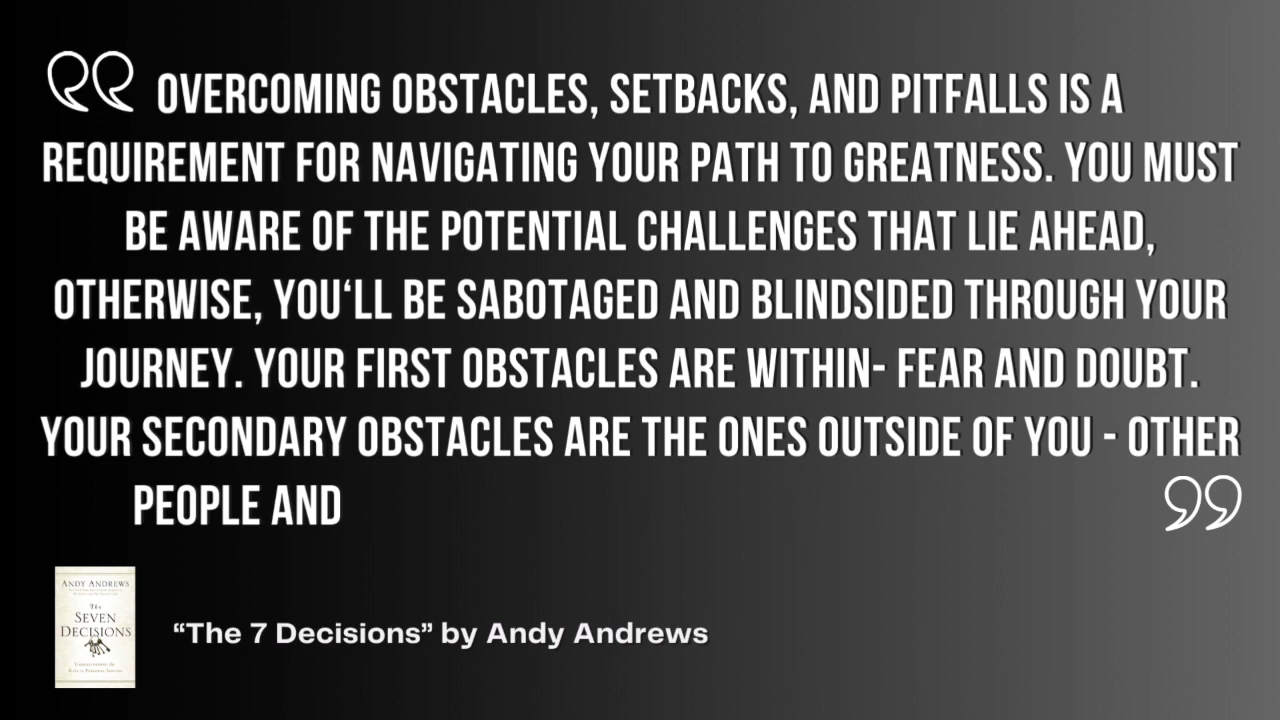 OVERCOMING OBSTACLES, SETBACKS, AND PITFALLS IS A
REQUIREMENT FOR NAVIGATING YOUR PATH TO GREATNESS. YOU MUST
BE AWARE OF THE POTENTIAL CHALLENGES THAT LIE AHEAD,
OTHERWISE, YOU‘LL BE SABOTAGED AND BLINDSIDED THROUGH YOUR
JOURNEY. YOUR FIRST OBSTACLES ARE WITHIN- FEAR AND DOUBT.
YOUR SECONDARY OBSTACLES ARE THE ONES OUTSIDE OF YOU - OTHER
PEOPLE AND
ANDY ANDREWS
The
SEVEN
DECISIONS
“The 7 Decisions” by Andy Andrews